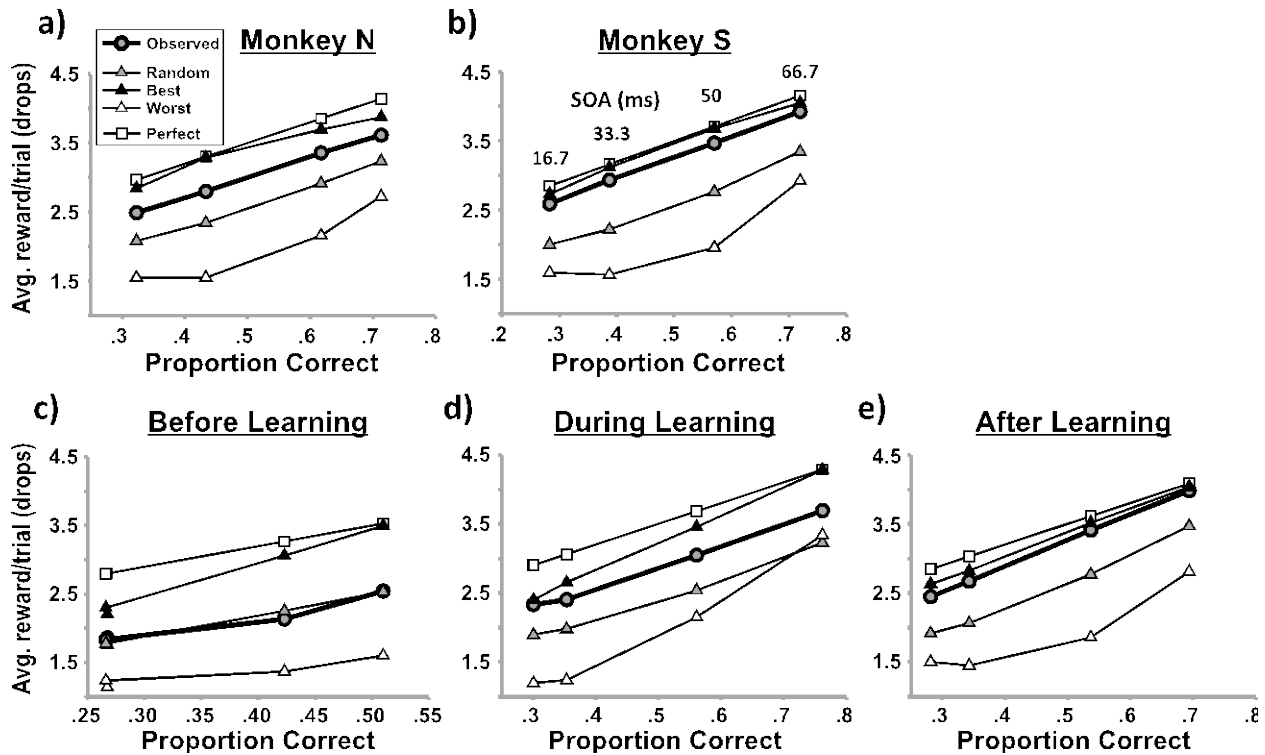 a)
Monkey N
Observed
Random
Best
Worst
Perfect
4.5
3.5
2.5
1.5
Avg. reward/trial (drops)
.3 .4 .5 .6 .7 .8
Proportion Correct
b)
Monkey S
4.5
3.5
2.5
1.5
SOA (ms)
16.7
33.3
50
66.7
.2 .3 .4 .5 .6 .7 .8
Proportion Correct
c)
Before Learning
4.5
3.5
2.5
1.5
Avg. reward/trial (drops)
.25 .30 .35 .40 .45 .50 .55
Proportion Correct
d)
During Learning
4.5
3.5
2.5
1.5
.3 .4 .5 .6 .7 .8
Proportion Correct
e)
After Learning
4.5
3.5
2.5
1.5
.3 .4 .5 .6 .7 .8
Proportion Correct